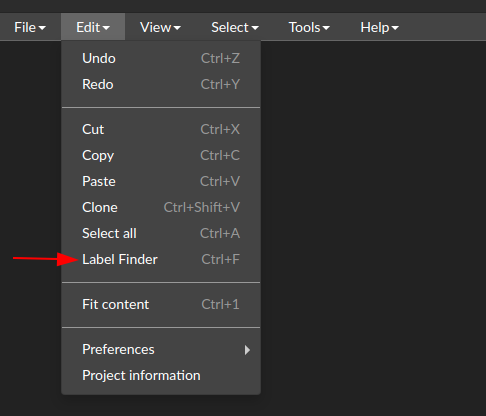 File Edit View Select Tools Help
Undo Ctrl+Z
Redo Ctrl+Y
Cut Ctrl+X
Copy Ctrl+C
Paste Ctrl+V
Clone Ctrl+Shift+V
Select all Ctrl+A
Label Finder Ctrl+F
Fit content Ctrl+1
Preferences
Project information